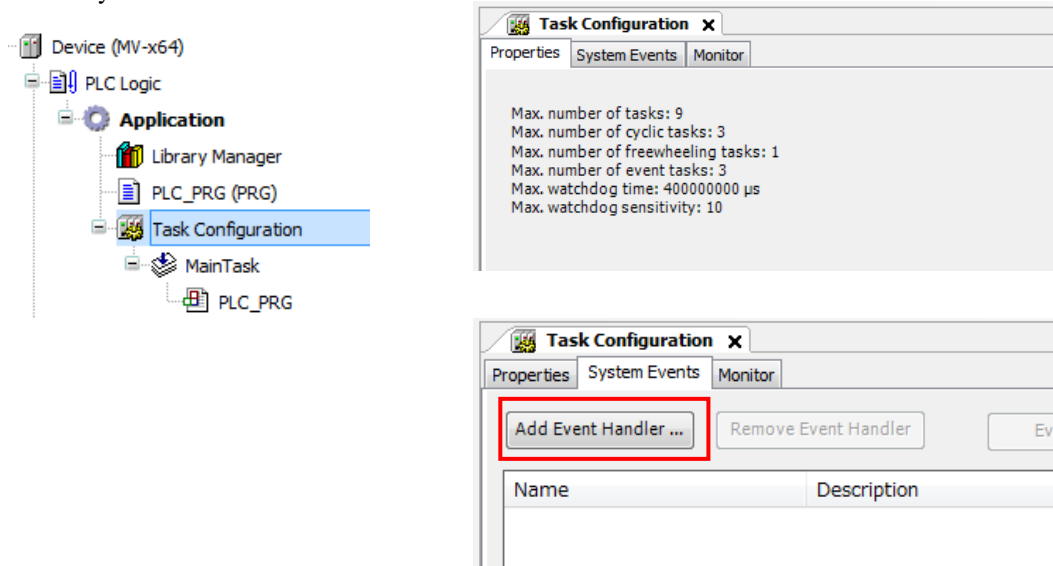 Device (MV-x64)
PLC Logic
Application
Library Manager
PLC_PRG (PRG)
Task Configuration
MainTask
PLC_PRG
Task Configuration X
Properties System Events Monitor
Max. number of tasks: 9
Max. number of cyclic tasks: 3
Max. number of freewheeling tasks: 1
Max. number of event tasks: 3
Max. watchdog time: 400000000 µs
Max. watchdog sensitivity: 10
Task Configuration X
Properties System Events Monitor
Add Event Handler ... Remove Event Handler Ev
Name Description